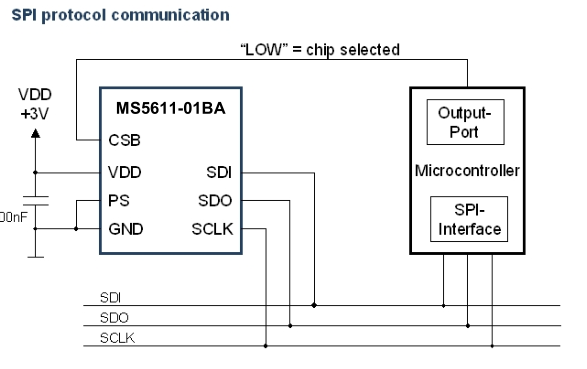 SPI protocol communication
“LOW” = chip selected
VDD
+3V
MS5611-01BA
CSB
VDD
PS
GND
SDI
SDO
SCLK
00nF
Output-
Port
Microcontroller
SPI-
Interface
SDI
SDO
SCLK